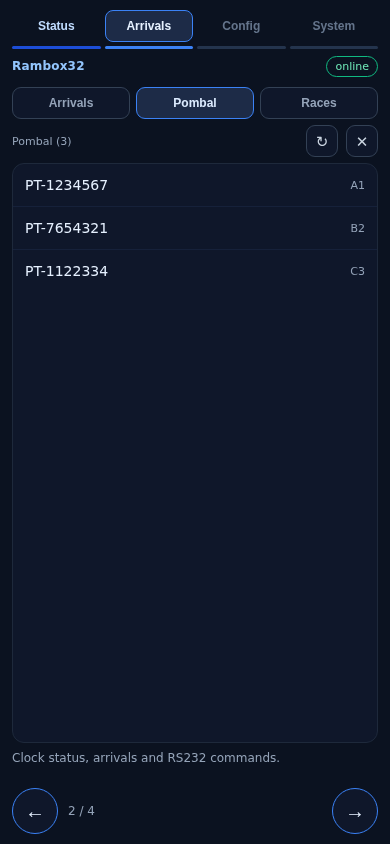 Status Arrivals Config System
Rambox32 online
Arrivals Pombal Races
Pombal (3) ↻ ✕
PT-1234567 A1
PT-7654321 B2
PT-1122334 C3
Clock status, arrivals and RS232 commands.
← 2 / 4 →